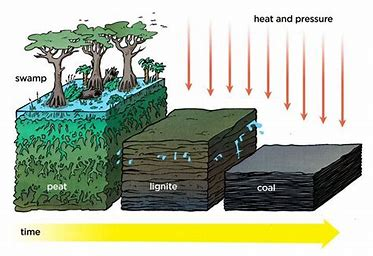 heat and pressure
swamp
peat
lignite
coal
time